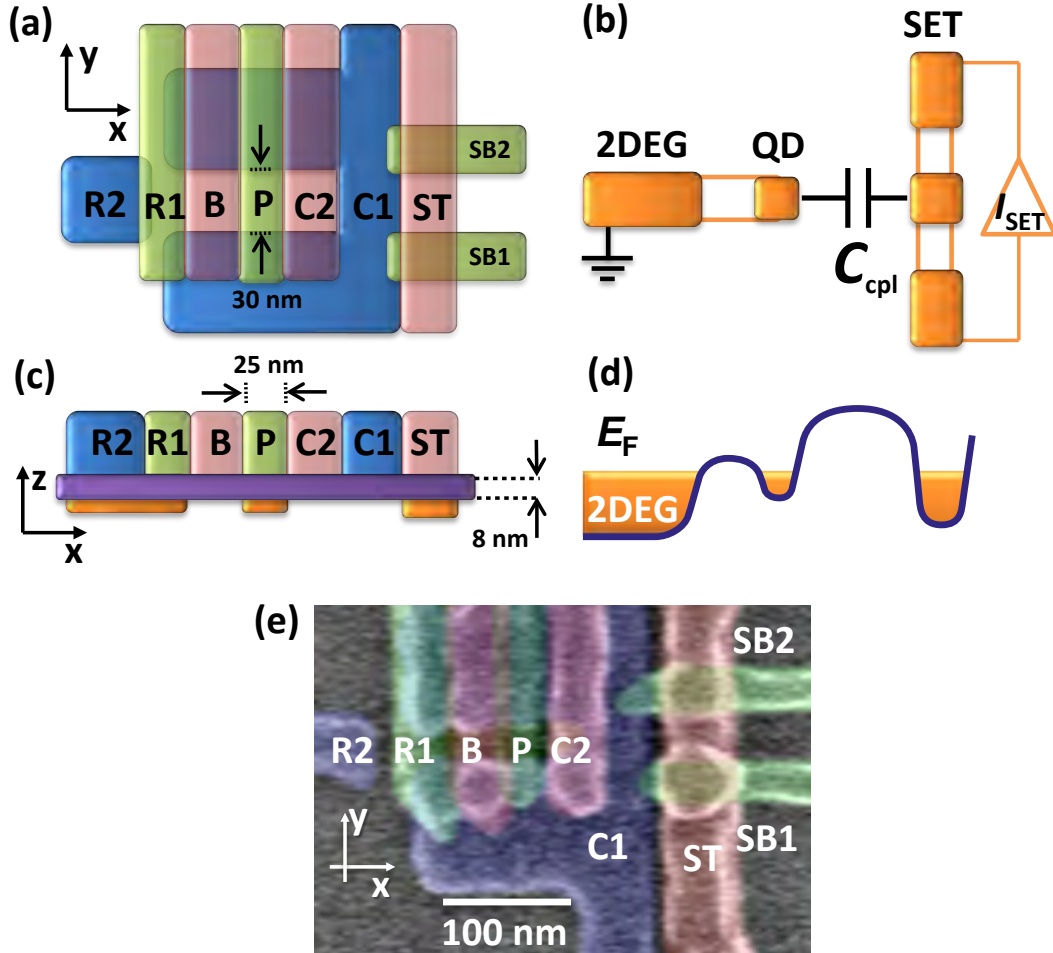 (a)
y
x
R2
R1
B
P
C2
C1
ST
SB2
SB1
30 nm
(b)
SET
2DEG
QD
C_cpl
I_SET
(c)
25 nm
R2
R1
B
P
C2
C1
ST
z
x
8 nm
(d)
E_F
2DEG
(e)
R2
R1
B
P
C2
SB2
C1
ST
SB1
y
x
100 nm